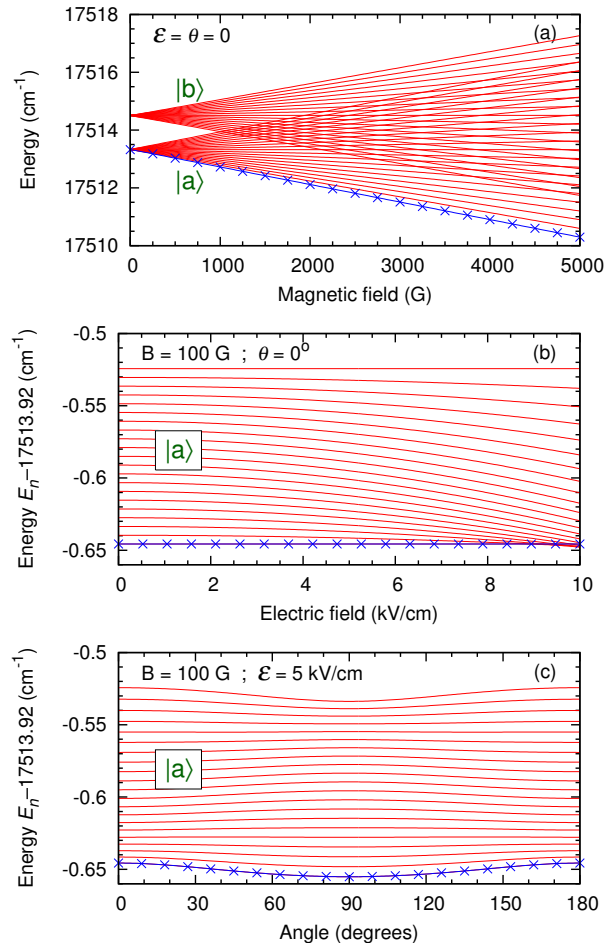 17518
17516
17514
17512
17510
Energy (cm⁻¹)
ℰ = θ = 0
(a)
|b⟩
|a⟩
0 1000 2000 3000 4000 5000
Magnetic field (G)
-0.5
-0.55
-0.6
-0.65
Energy Eₙ–17513.92 (cm⁻¹)
B = 100 G ; θ = 0°
(b)
|a⟩
0 2 4 6 8 10
Electric field (kV/cm)
-0.5
-0.55
-0.6
-0.65
Energy Eₙ–17513.92 (cm⁻¹)
B = 100 G ; ℰ = 5 kV/cm
(c)
|a⟩
0 30 60 90 120 150 180
Angle (degrees)